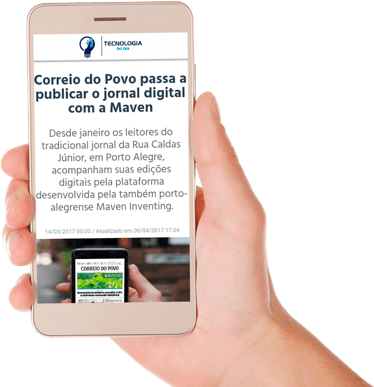 TECNOLOGIA
DO DIA
Correio do Povo passa a
publicar o jornal digital
com a Maven
Desde janeiro os leitores do
tradicional jornal da Rua Caldas
Júnior, em Porto Alegre,
acompanham suas edições
digitais pela plataforma
desenvolvida pela também porto-
alegrense Maven Inventing.
14/03/2017 00:00 / Atualizado em 06/04/2017 17:04
CORREIO DO POVO